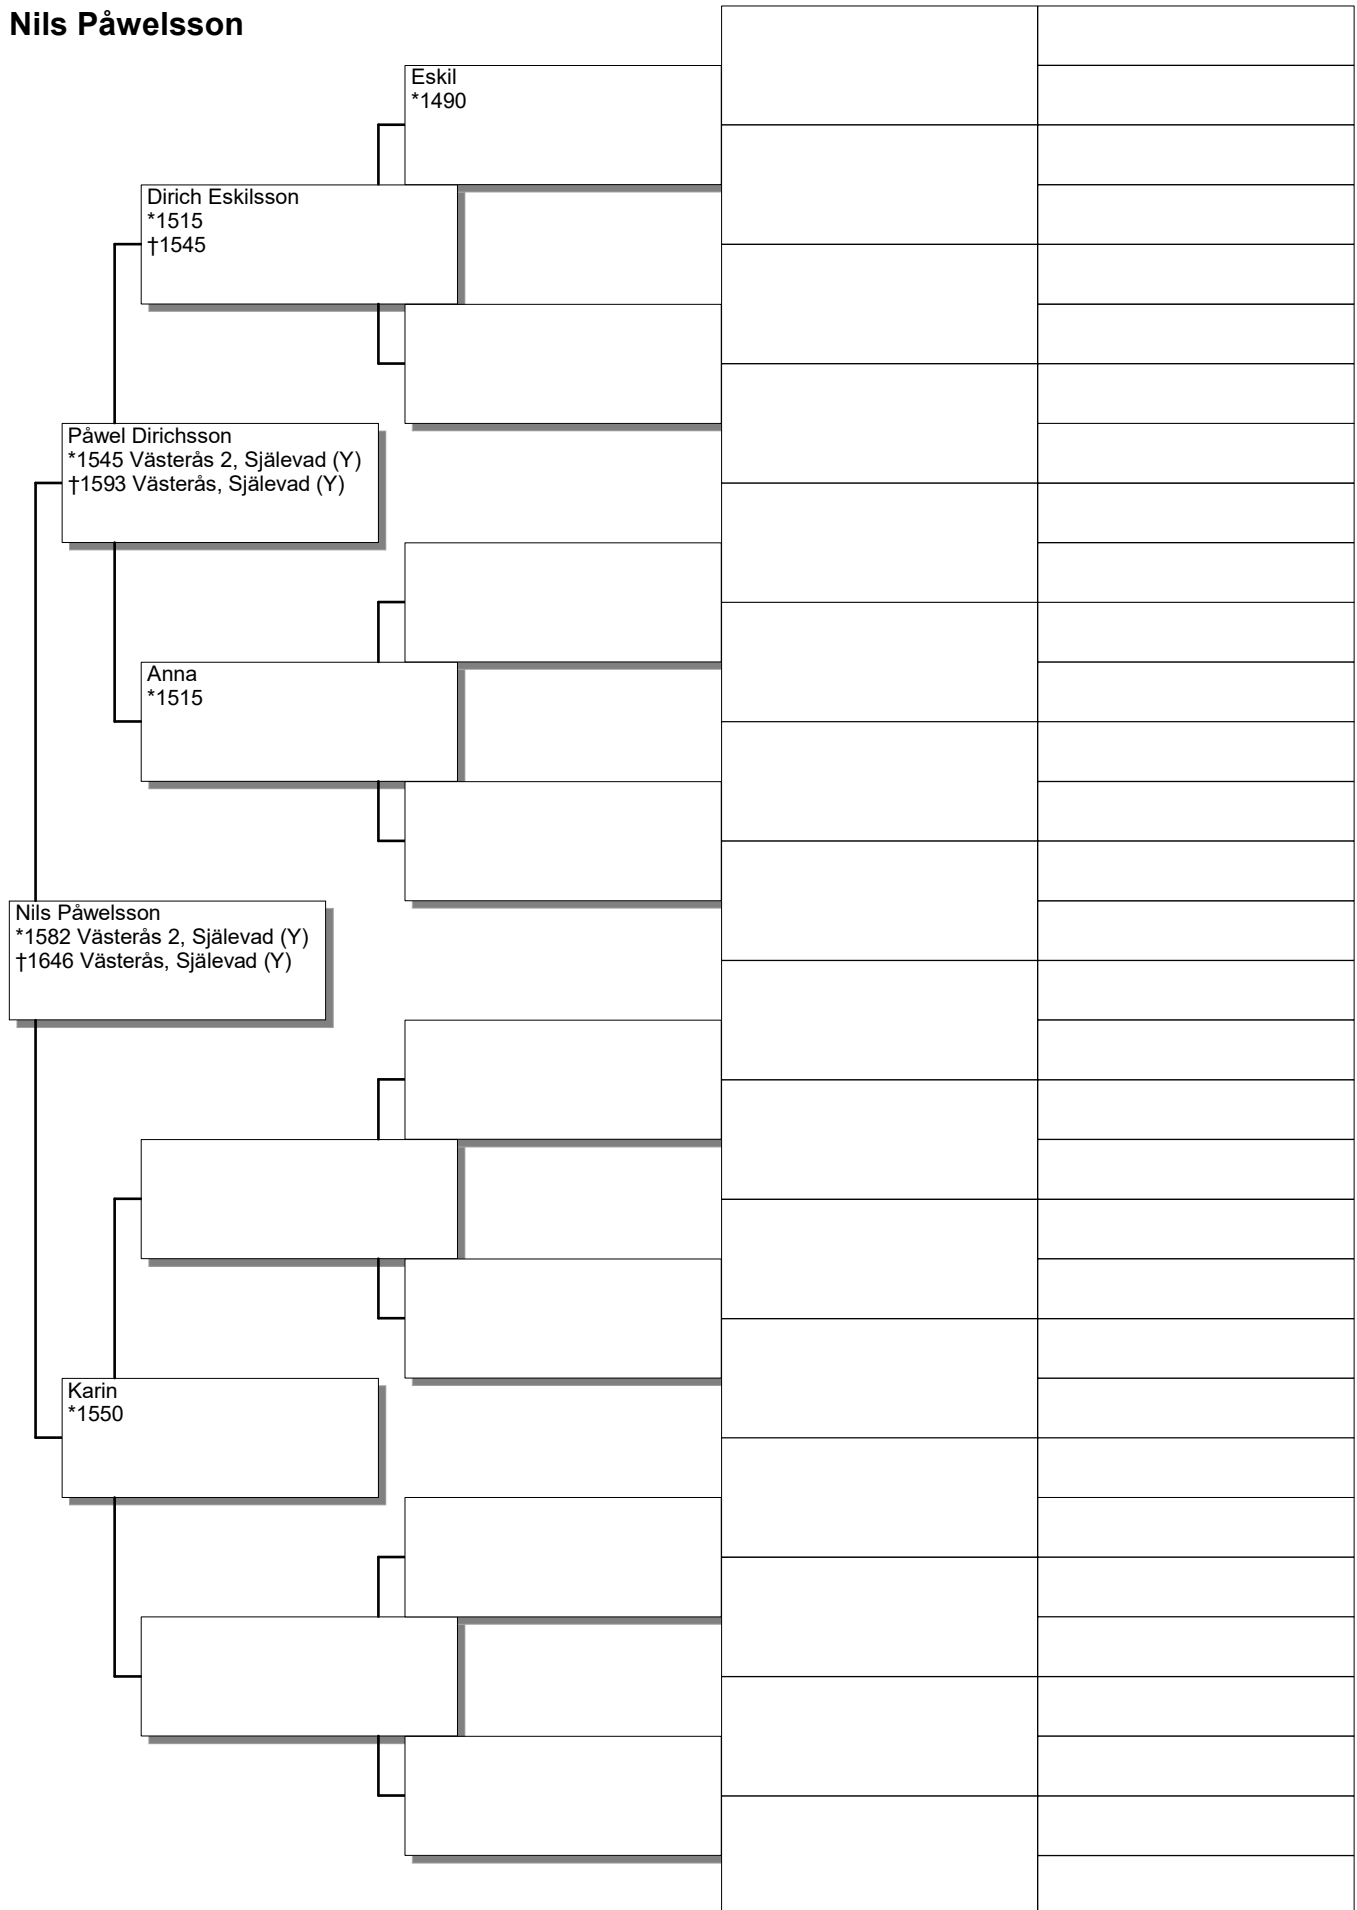 Nils Påwelsson
Eskil
*1490
Dirich Eskilsson
*1515
†1545
Påwel Dirichsson
*1545 Västerås 2, Själevad (Y)
†1593 Västerås, Själevad (Y)
Anna
*1515
Nils Påwelsson
*1582 Västerås 2, Själevad (Y)
†1646 Västerås, Själevad (Y)
Karin
*1550